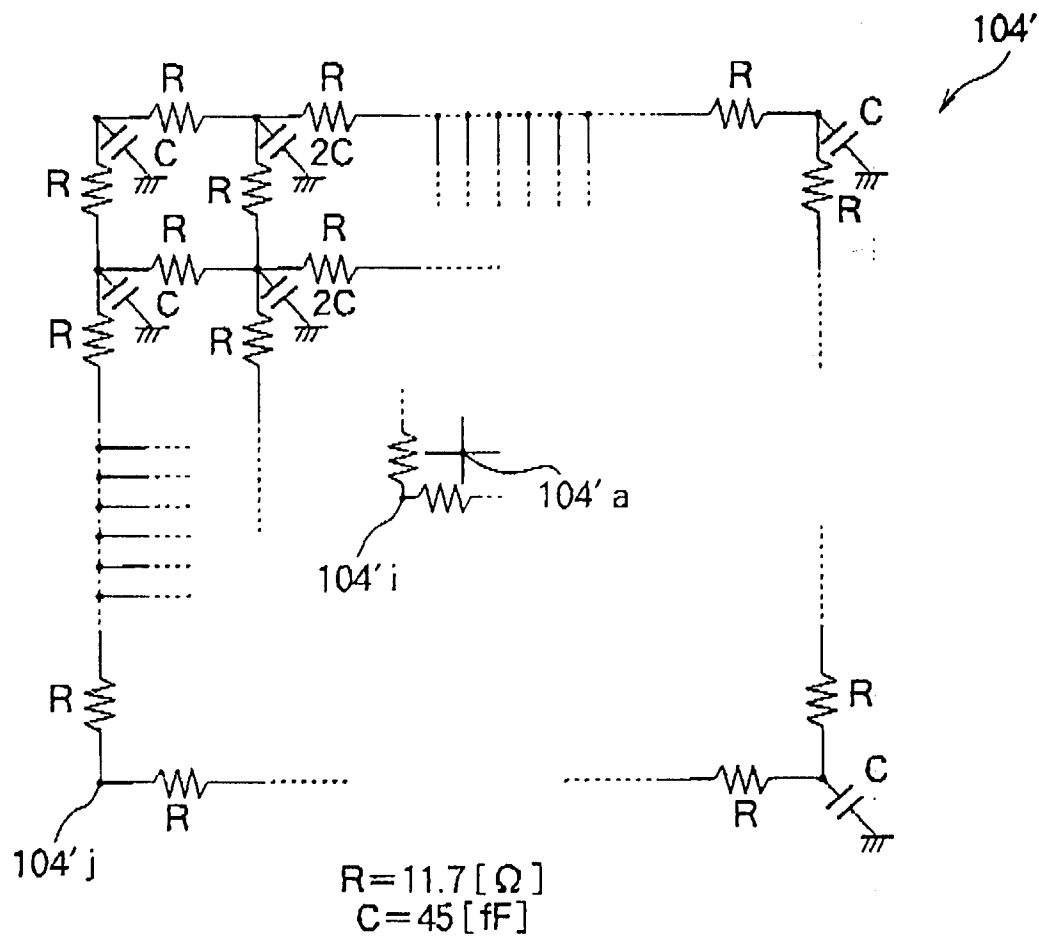 104'
R R R C
C 2C
R R R
R R
C 2C
R R
104' a
104' i
R R
C
R R
104' j
R=11.7[Ω]
C=45[fF]